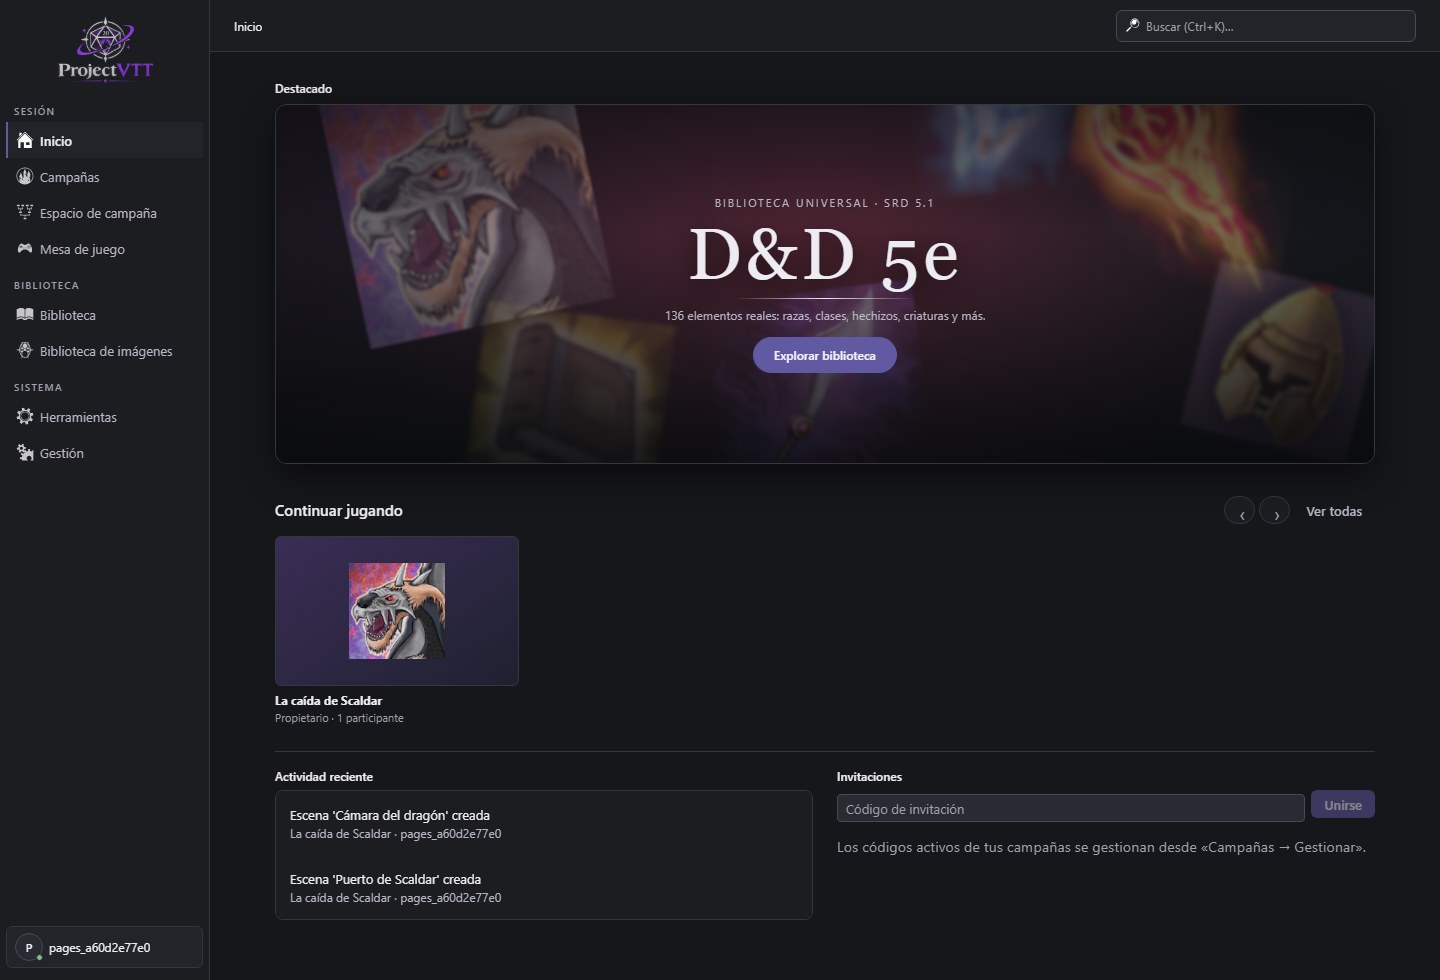 ProjectVTT
SESIÓN
Inicio
Campañas
Espacio de campaña
Mesa de juego
BIBLIOTECA
Biblioteca
Biblioteca de imágenes
SISTEMA
Herramientas
Gestión
P
pages_a60d2e77e0
Inicio
Buscar (Ctrl+K)...
Destacado
BIBLIOTECA UNIVERSAL · SRD 5.1
D&D 5e
136 elementos reales: razas, clases, hechizos, criaturas y más.
Explorar biblioteca
Continuar jugando
‹ › Ver todas
La caída de Scaldar
Propietario · 1 participante
Actividad reciente
Escena 'Cámara del dragón' creada
La caída de Scaldar · pages_a60d2e77e0
Escena 'Puerto de Scaldar' creada
La caída de Scaldar · pages_a60d2e77e0
Invitaciones
Código de invitación
Unirse
Los códigos activos de tus campañas se gestionan desde «Campañas → Gestionar».